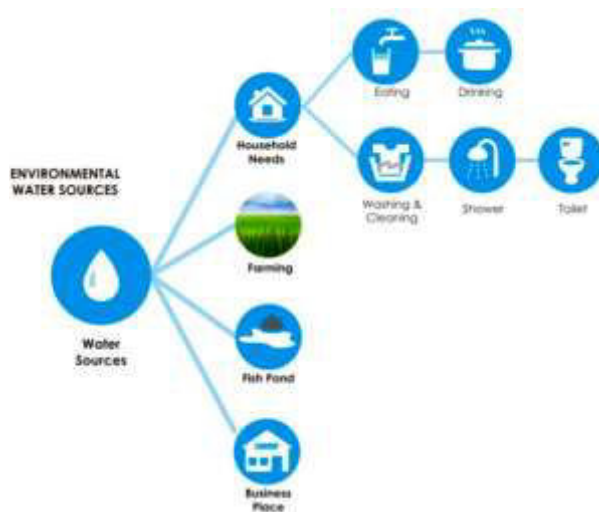 Eating
Drinking
Household
Needs
Washing &
Cleaning
Shower
Toilet
ENVIRONMENTAL
WATER SOURCES
Farming
Water
Sources
Fish Pond
Business
Place